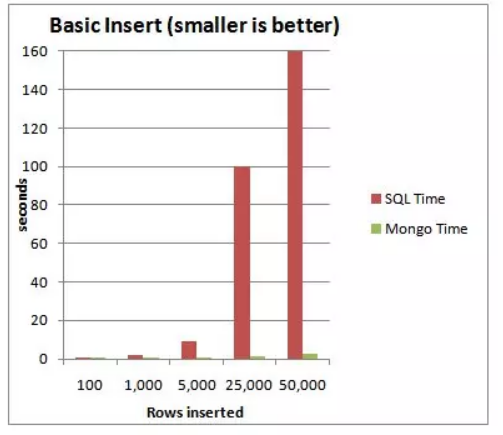 Basic Insert (smaller is better)
160
140
120
100
80
60
40
20
0
seconds
100 1,000 5,000 25,000 50,000
Rows inserted
SQL Time
Mongo Time